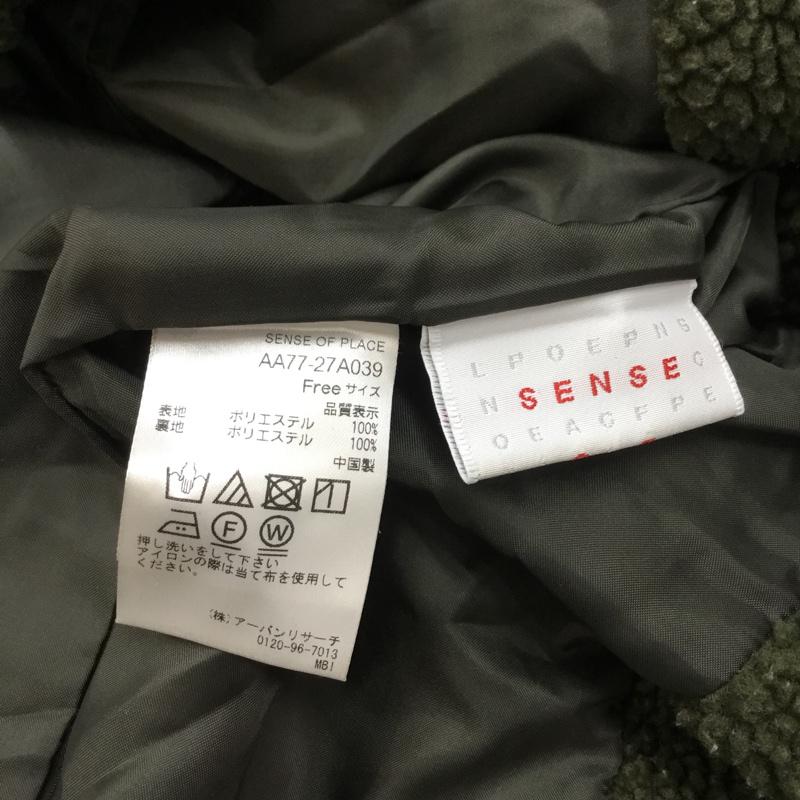 SENSE OF PLACE
AA77-27A039
Free サイズ
品質表示
表地 ポリエステル 100%
裏地 ポリエステル 100%
中国製
F W
押し洗いをして下さい
アイロンの際は当て布を使用して
ください。
(株)アーバンリサーチ
0120-96-7013
MBI
L P O E P N S
N SENSE C
O E A C F P E